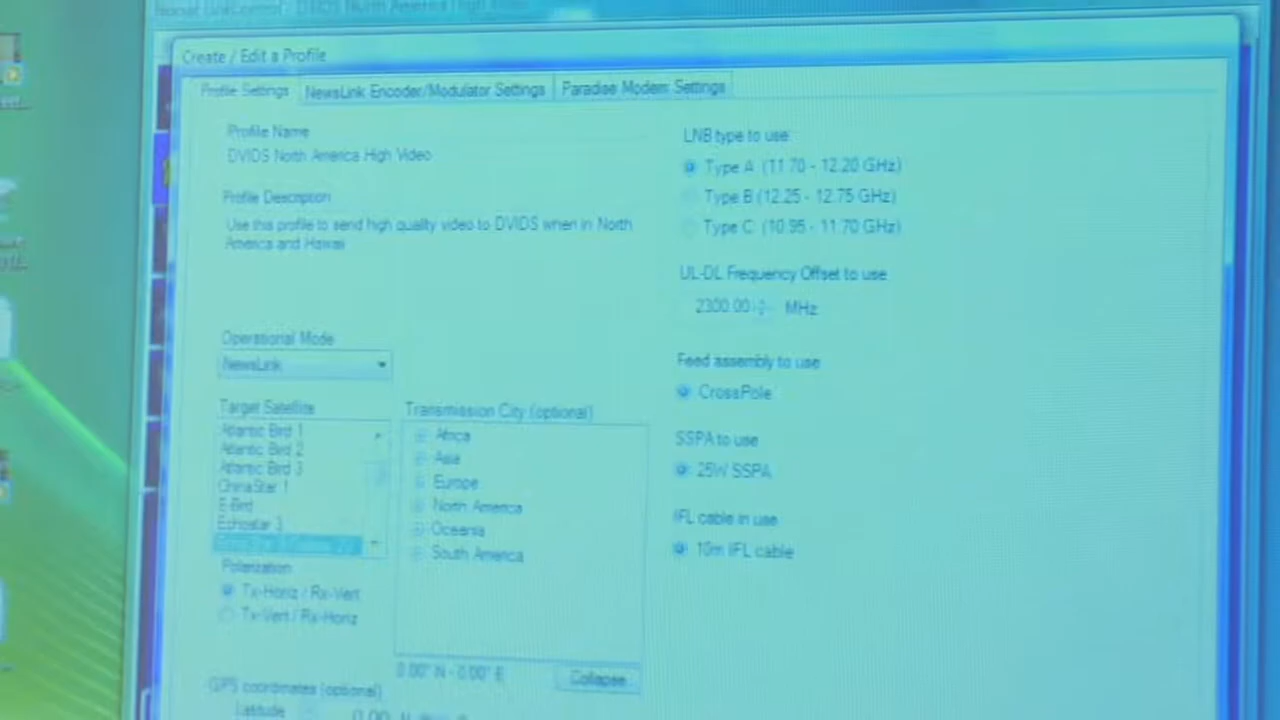 DVIDS North America High Video
Create / Edit a Profile
Profile Settings
NewsLink Encoder/Modulator Settings
Paradise Modem Settings
Profile Name
DVIDS North America High Video
Profile Description
Use this profile to send high quality video to DVIDS when in North
America and Hawaii
Operational Mode
NewsLink
Target Satellite
Atlantic Bird 1
Atlantic Bird 2
Atlantic Bird 3
ChinaStar 1
E-Bird
Echostar 3
Polarization
Tx-Horiz / Rx-Vert
Tx-Vert / Rx-Horiz
Transmission City (optional)
Africa
Asia
Europe
North America
Oceania
South America
0.00° N - 0.00° E
Collapse
GPS coordinates (optional)
Latitude
0.00
LNB type to use
Type A (11.70 - 12.20 GHz)
Type B (12.25 - 12.75 GHz)
Type C (10.95 - 11.70 GHz)
UL-DL Frequency Offset to use
2300.00 MHz
Feed assembly to use
CrossPole
SSPA to use
25W SSPA
IFL cable in use
10m IFL cable